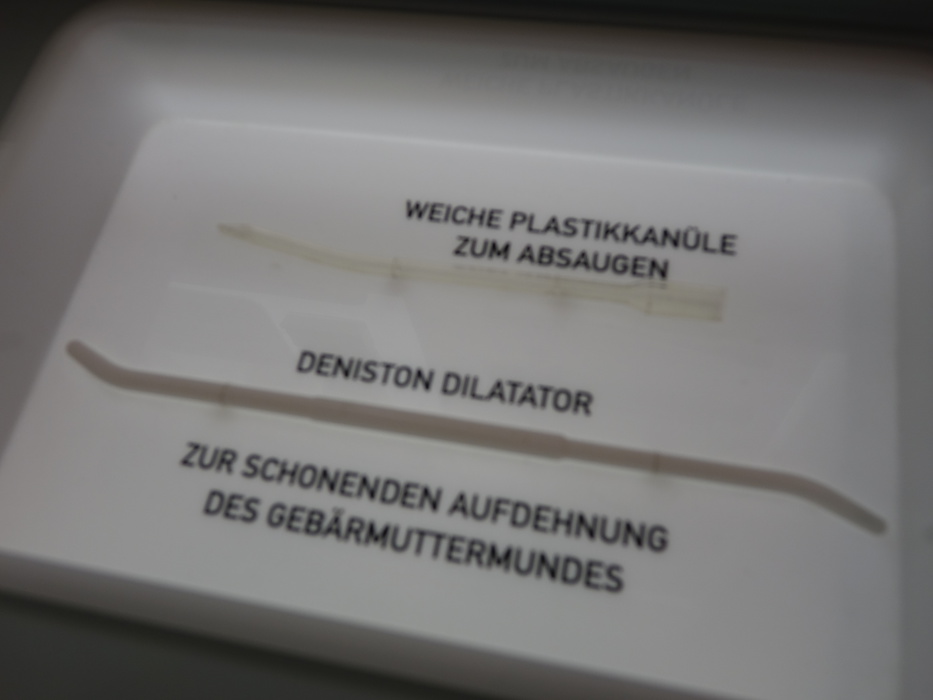 WEICHE PLASTIKKANÜLE
ZUM ABSAUGEN
DENISTON DILATATOR
ZUR SCHONENDEN AUFDEHNUNG
DES GEBÄRMUTTERMUNDES